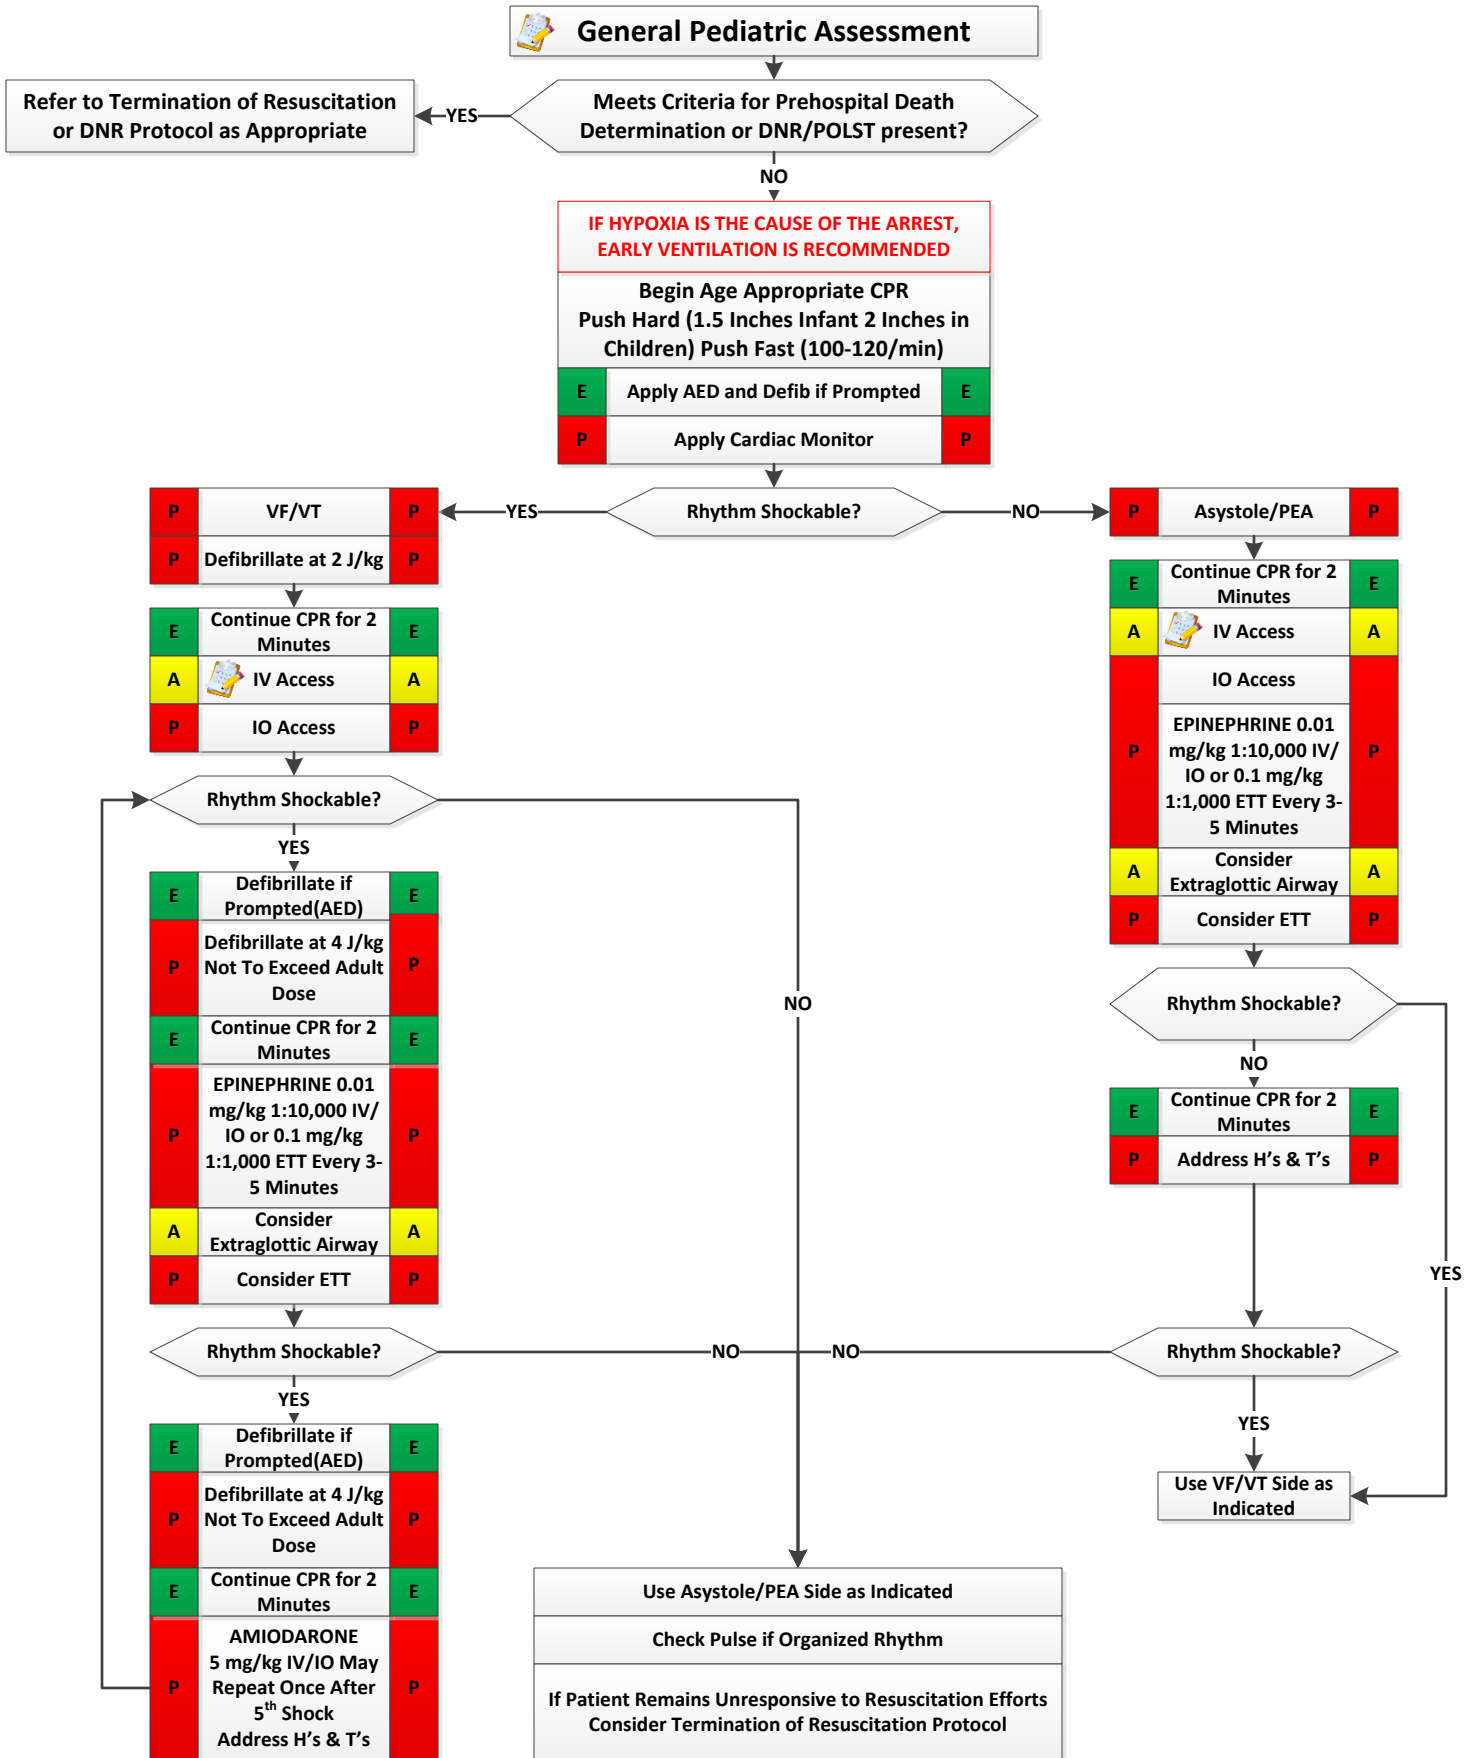 General Pediatric Assessment
Refer to Termination of Resuscitation
or DNR Protocol as Appropriate
YES
Meets Criteria for Prehospital Death
Determination or DNR/POLST present?
NO
IF HYPOXIA IS THE CAUSE OF THE ARREST,
EARLY VENTILATION IS RECOMMENDED
Begin Age Appropriate CPR
Push Hard (1.5 Inches Infant 2 Inches in
Children) Push Fast (100-120/min)
E Apply AED and Defib if Prompted E
P Apply Cardiac Monitor P
Rhythm Shockable?
YES
NO
P VF/VT P
P Defibrillate at 2 J/kg P
E Continue CPR for 2 E
Minutes
A IV Access A
P IO Access P
Rhythm Shockable?
NO
YES
E Defibrillate if E
Prompted(AED)
Defibrillate at 4 J/kg
P Not To Exceed Adult P
Dose
E Continue CPR for 2 E
Minutes
EPINEPHRINE 0.01
mg/kg 1:10,000 IV/
P IO or 0.1 mg/kg P
1:1,000 ETT Every 3-
5 Minutes
A Consider A
Extraglottic Airway
P Consider ETT P
Rhythm Shockable?
NO
YES
E Defibrillate if E
Prompted(AED)
Defibrillate at 4 J/kg
P Not To Exceed Adult P
Dose
E Continue CPR for 2 E
Minutes
AMIODARONE
5 mg/kg IV/IO May
P Repeat Once After P
5th Shock
Address H's & T's
P Asystole/PEA P
E Continue CPR for 2 E
Minutes
A IV Access A
IO Access
EPINEPHRINE 0.01
mg/kg 1:10,000 IV/
P IO or 0.1 mg/kg P
1:1,000 ETT Every 3-
5 Minutes
A Consider A
Extraglottic Airway
P Consider ETT P
Rhythm Shockable?
NO
YES
E Continue CPR for 2 E
Minutes
P Address H's & T's P
Rhythm Shockable?
NO
YES
Use VF/VT Side as
Indicated
Use Asystole/PEA Side as Indicated
Check Pulse if Organized Rhythm
If Patient Remains Unresponsive to Resuscitation Efforts
Consider Termination of Resuscitation Protocol